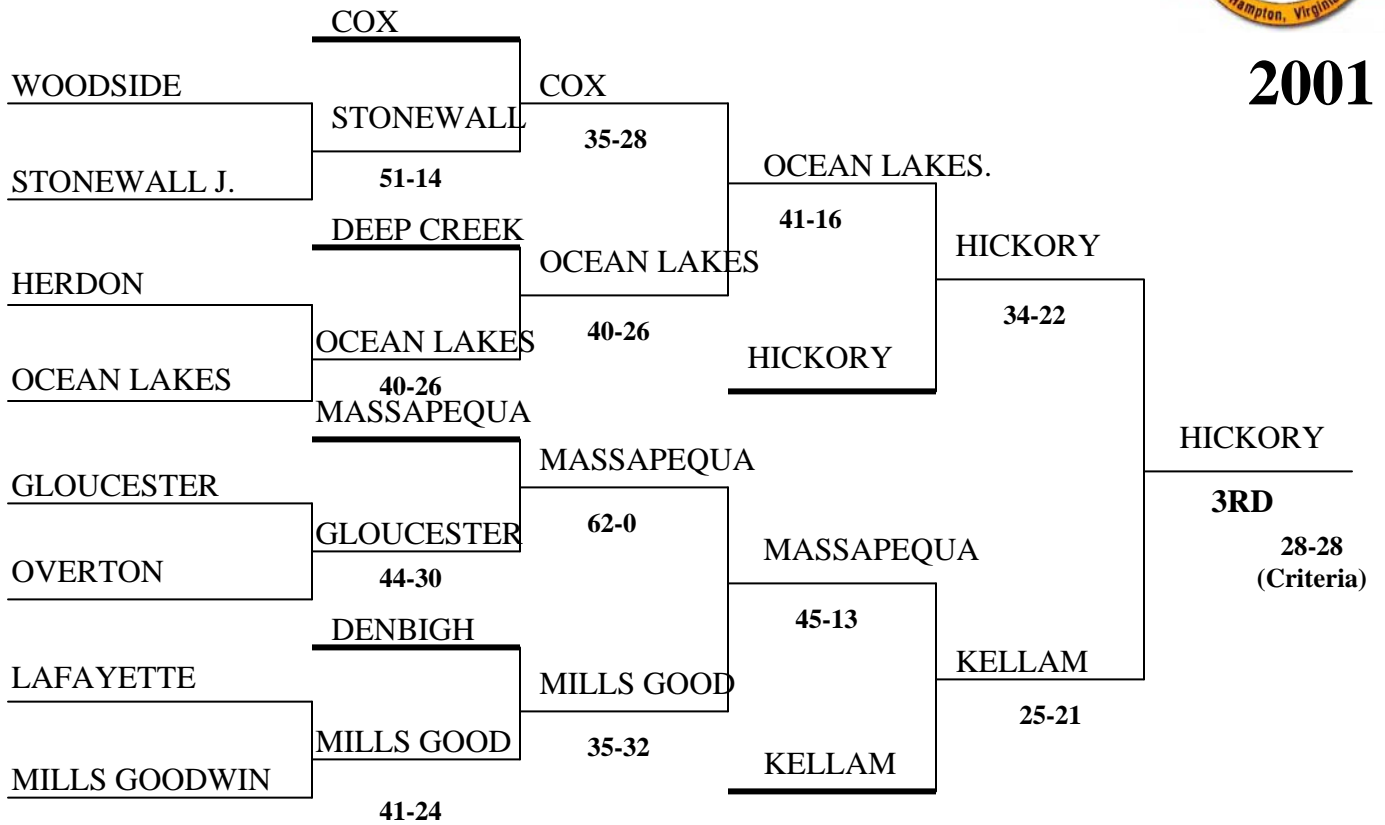 Hampton, Virginia
2001
COX
WOODSIDE
COX
STONEWALL
35-28
STONEWALL J.
51-14
OCEAN LAKES.
41-16
DEEP CREEK
HICKORY
OCEAN LAKES
HERDON
34-22
40-26
OCEAN LAKES
HICKORY
OCEAN LAKES
40-26
MASSAPEQUA
HICKORY
MASSAPEQUA
GLOUCESTER
3RD
62-0
GLOUCESTER
28-28
MASSAPEQUA
OVERTON
44-30
(Criteria)
45-13
DENBIGH
KELLAM
LAFAYETTE
MILLS GOOD
25-21
MILLS GOOD
35-32
KELLAM
MILLS GOODWIN
41-24